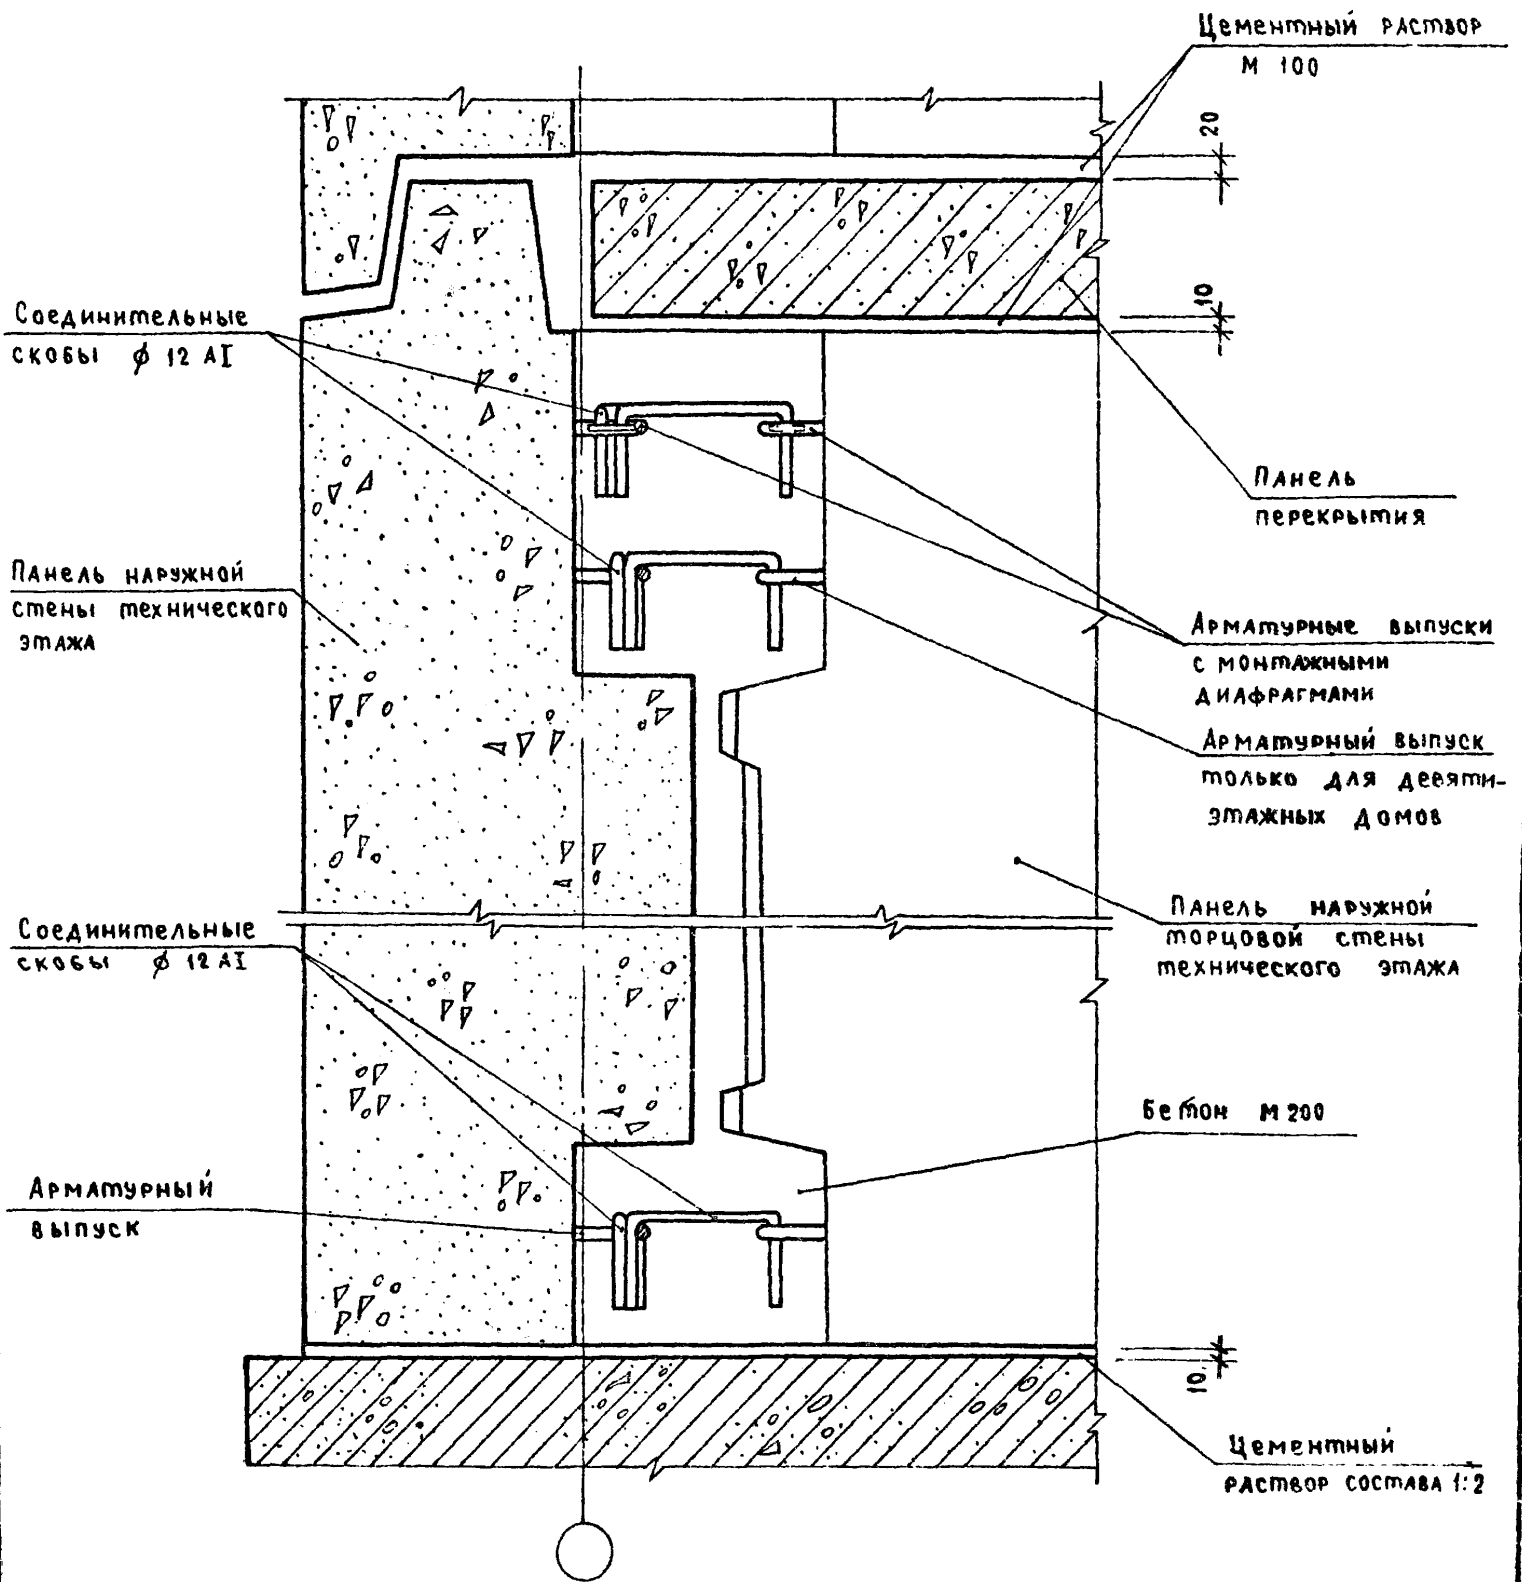 Цементный раствор
М 100
20
10
Соединительные
скобы ϕ 12 АI
Панель
перекрытия
Панель наружной
стены технического
этажа
Арматурные выпуски
с монтажными
диафрагмами
Арматурный выпуск
только для девяти-
этажных домов
Панель наружной
торцовой стены
технического этажа
Соединительные
скобы ϕ 12 АI
Бетон М 200
Арматурный
выпуск
10
Цементный
раствор состава 1:2